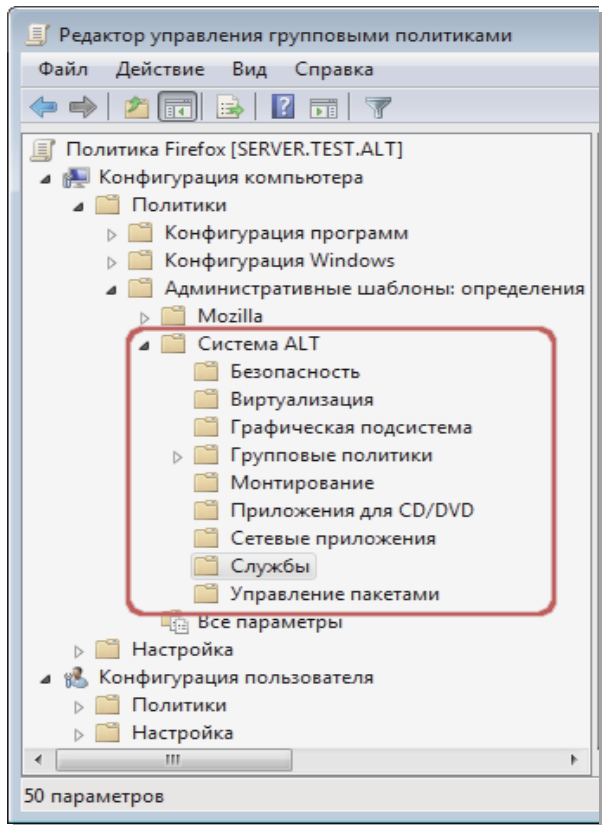 Редактор управления групповыми политиками
Файл Действие Вид Справка
Политика Firefox [SERVER.TEST.ALT]
Конфигурация компьютера
Политики
Конфигурация программ
Конфигурация Windows
Административные шаблоны: определения
Mozilla
Система ALT
Безопасность
Виртуализация
Графическая подсистема
Групповые политики
Монтирование
Приложения для CD/DVD
Сетевые приложения
Службы
Управление пакетами
Все параметры
Настройка
Конфигурация пользователя
Политики
Настройка
50 параметров